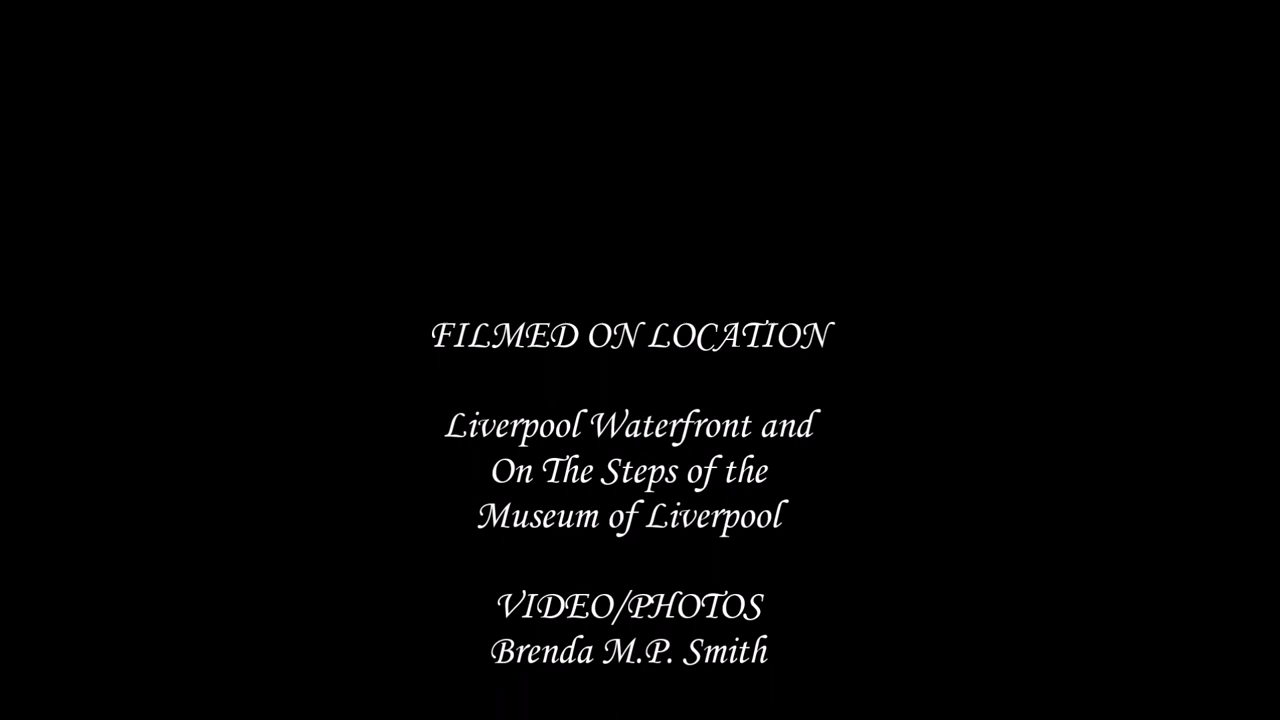 FILMED ON LOCATION
Liverpool Waterfront and
On The Steps of the
Museum of Liverpool
VIDEO/PHOTOS
Brenda M.P. Smith